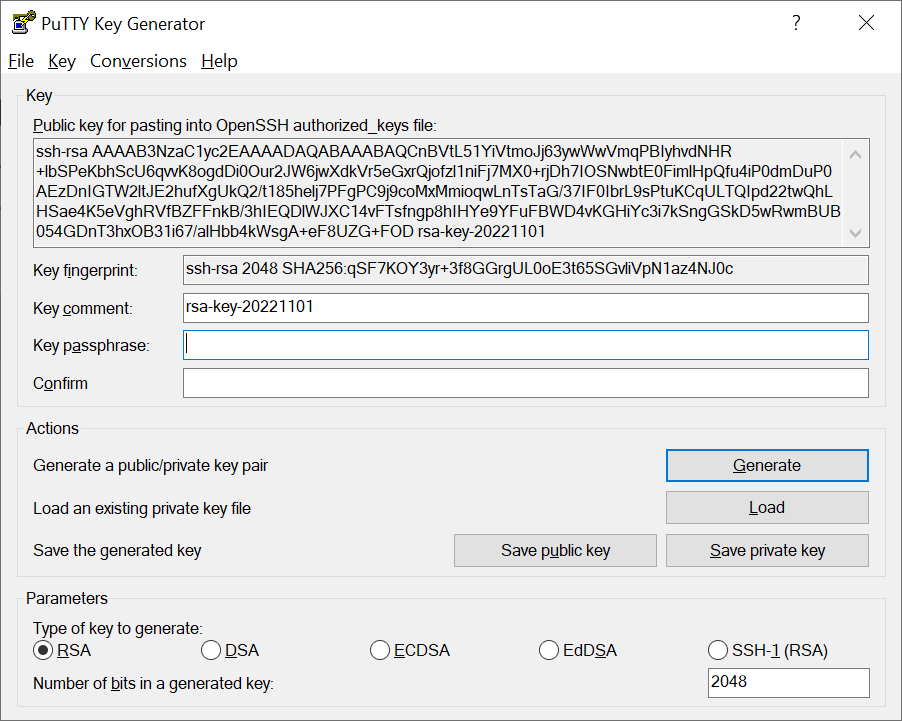 PuTTY Key Generator
?
File Key Conversions Help
Key
Public key for pasting into OpenSSH authorized_keys file:
ssh-rsa AAAAB3NzaC1yc2EAAAADAQABAAABAQCnBVtL51YiVtmoJj63ywWwVmqPBIyhvdNHR
+lbSPeKbhScU6qvvK8ogdDi0Our2JW6jwXdkVr5eGxrQjofzl1niFj7MX0+rjDh7IOSNwbtE0FimlHpQfu4iP0dmDuP0
AEzDnIGTW2ltJE2hufXgUkQ2/t185helj7PFgPC9j9coMxMmioqwLnTsTaG/37IF0IbrL9sPtuKCqULTQIpd22twQhL
HSae4K5eVghRVfBZFFnkB/3hIEQDlWJXC14vFTsfngp8hIHYe9YFuFBWD4vKGHiYc3i7kSngGSkD5wRwmBUB
054GDnT3hxOB31i67/alHbb4kWsgA+eF8UZG+FOD rsa-key-20221101
Key fingerprint:
ssh-rsa 2048 SHA256:qSF7KOY3yr+3f8GGrgUL0oE3t65SGvliVpN1az4NJ0c
Key comment:
rsa-key-20221101
Key passphrase:
Confirm
Actions
Generate a public/private key pair
Generate
Load an existing private key file
Load
Save the generated key
Save public key
Save private key
Parameters
Type of key to generate:
RSA DSA ECDSA EdDSA SSH-1 (RSA)
Number of bits in a generated key:
2048